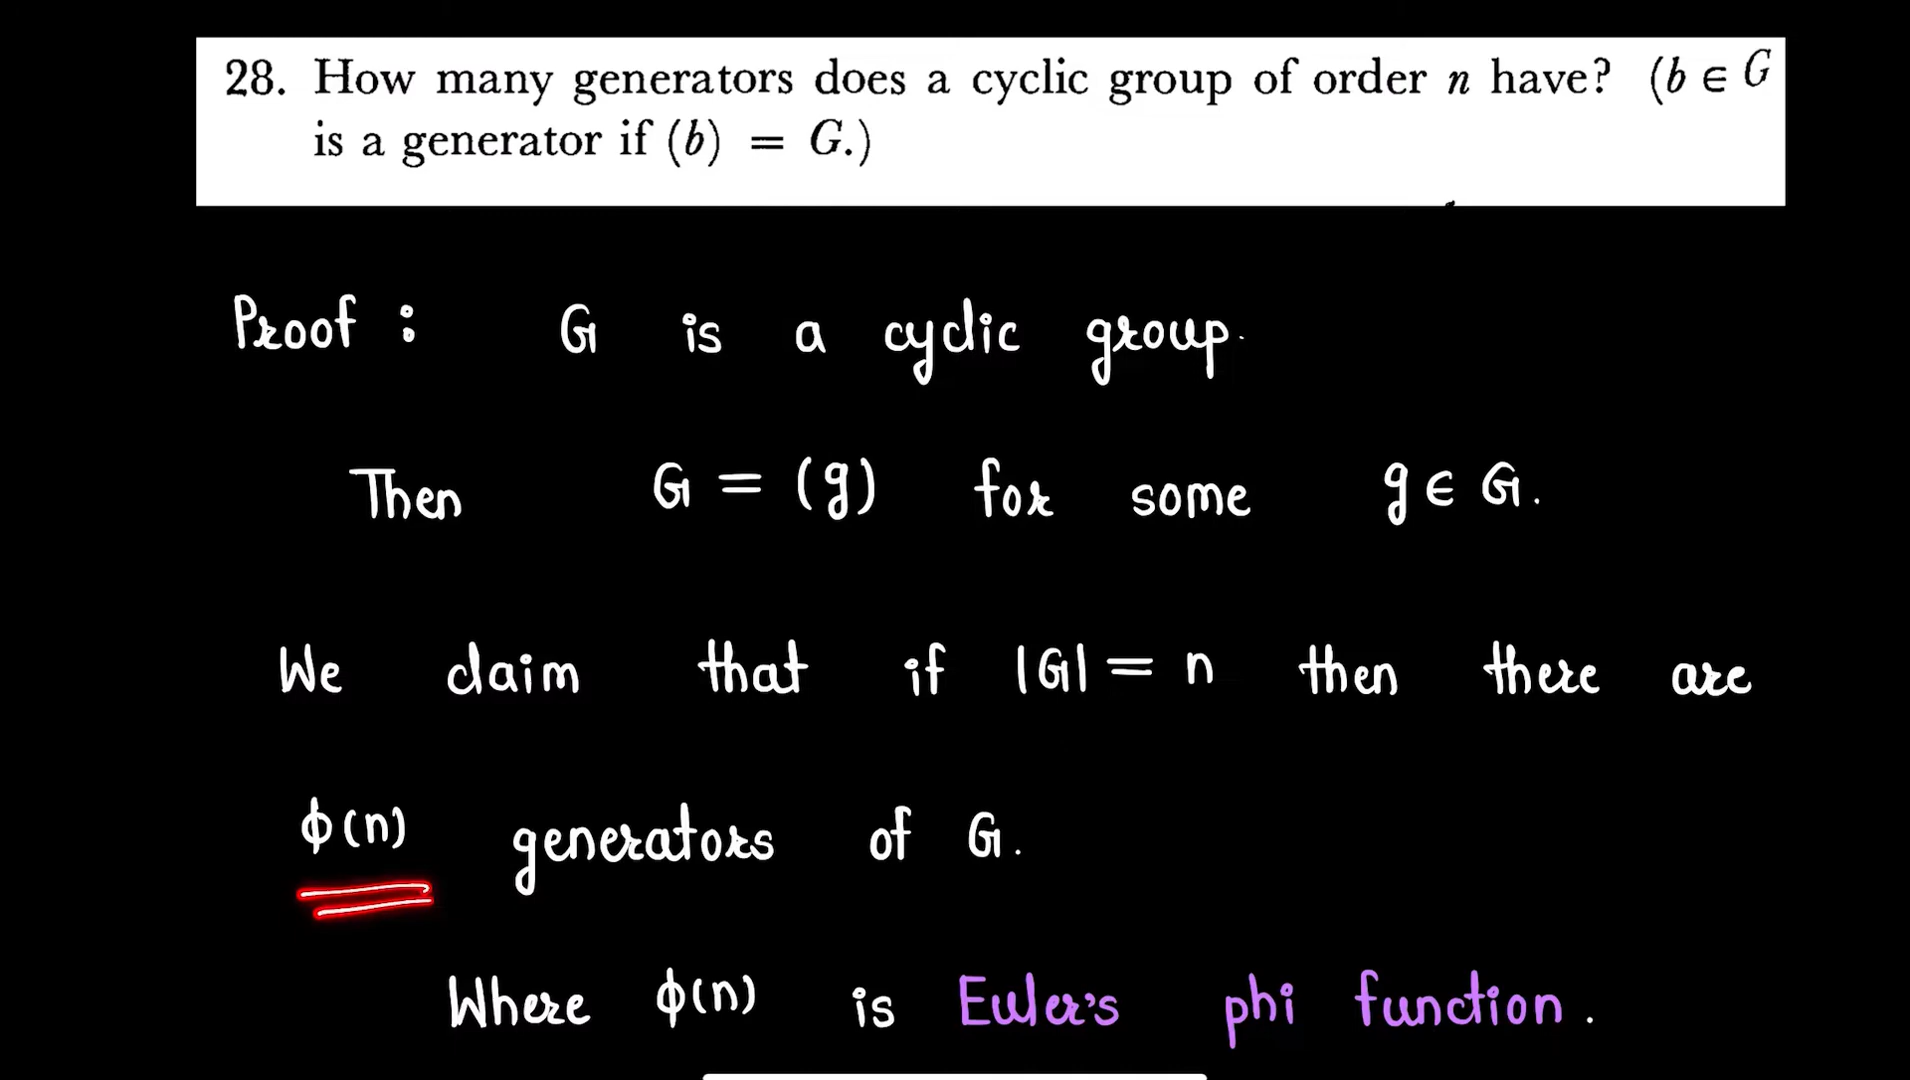 28. How many generators does a cyclic group of order n have? (b ∈ G
is a generator if (b) = G.)
Proof : G is a cyclic group.
Then G = (g) for some g ∈ G.
We claim that if |G| = n then there are
ϕ(n) generators of G.
Where ϕ(n) is Euler's phi function.